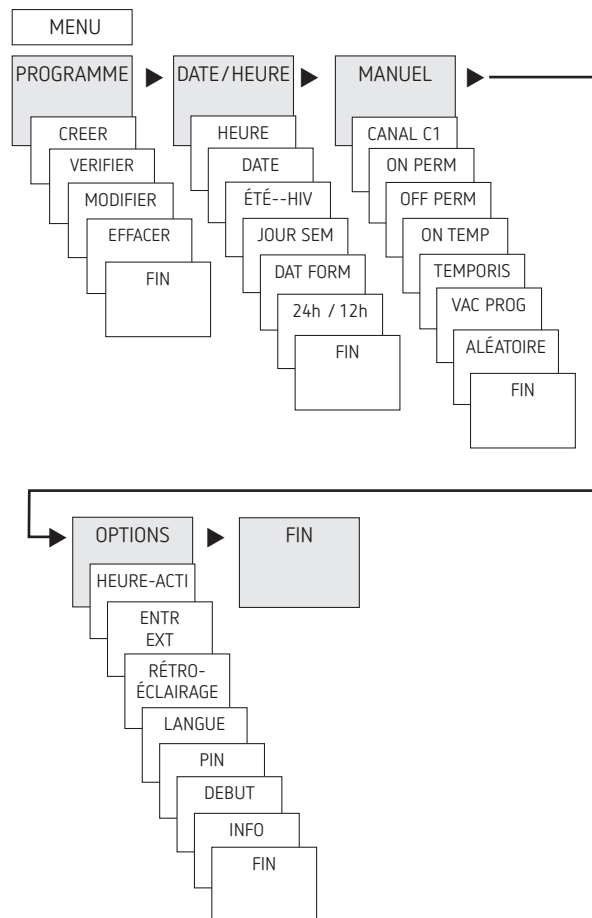 MENU
PROGRAMME
CREER
VERIFIER
MODIFIER
EFFACER
FIN
DATE/HEURE
HEURE
DATE
ÉTÉ--HIV
JOUR SEM
DAT FORM
24h / 12h
FIN
MANUEL
CANAL C1
ON PERM
OFF PERM
ON TEMP
TEMPORIS
VAC PROG
ALÉATOIRE
FIN
OPTIONS
HEURE-ACTI
ENTR
EXT
RÉTRO-
ÉCLAIRAGE
LANGUE
PIN
DEBUT
INFO
FIN
FIN